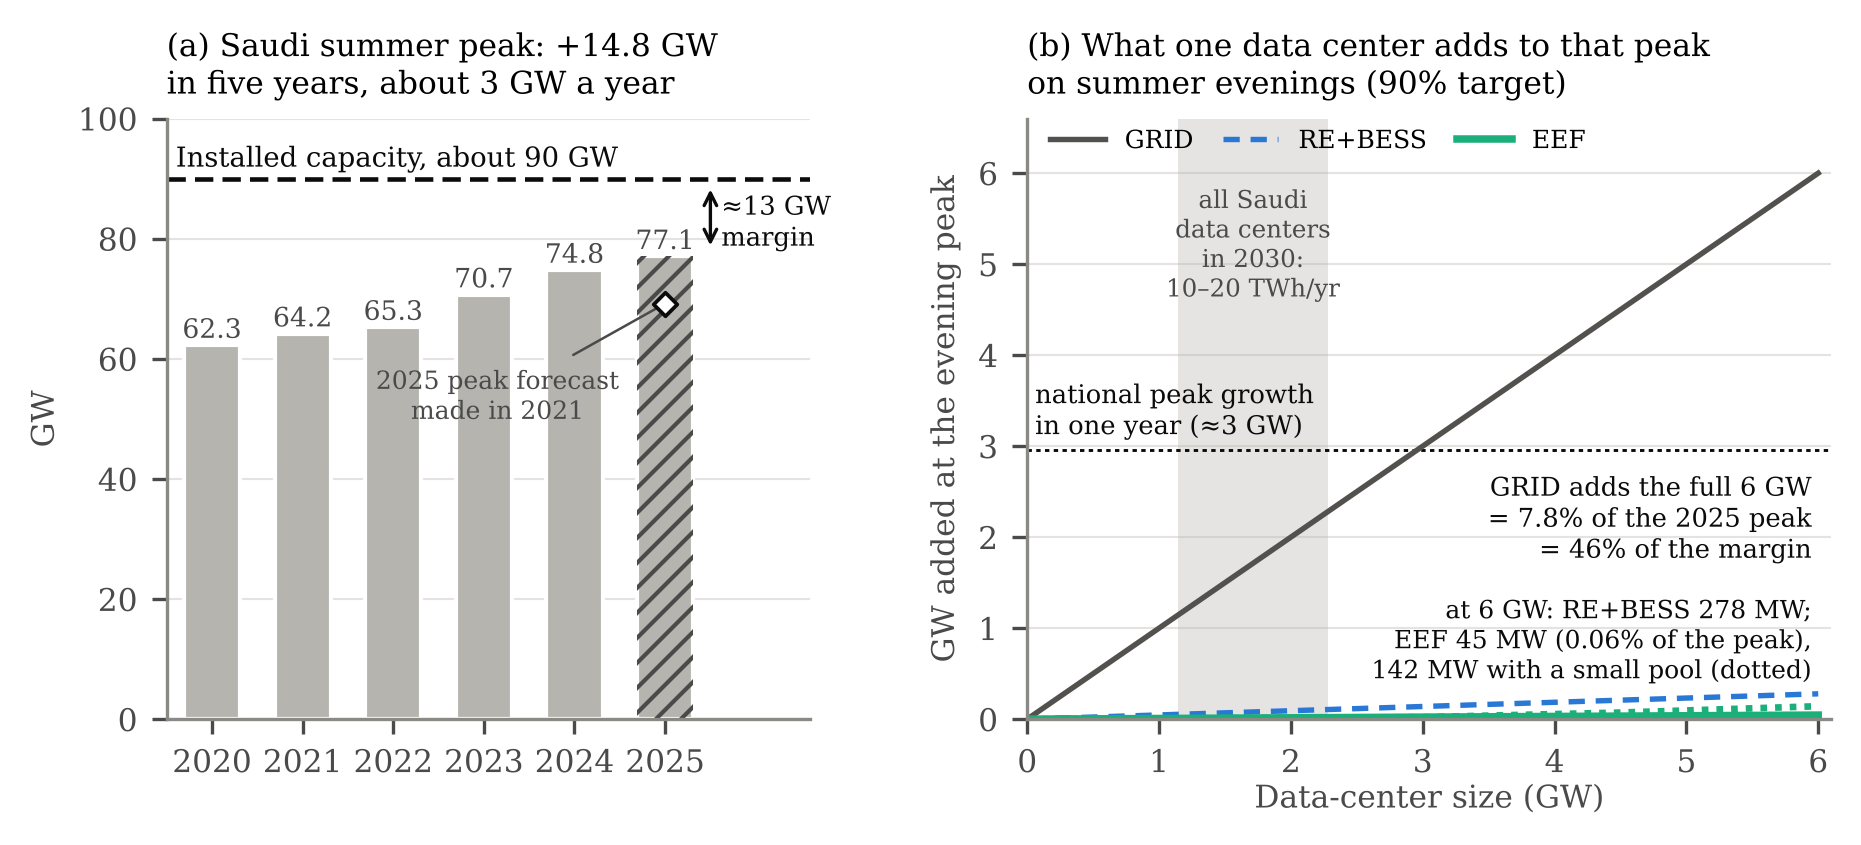 (a) Saudi summer peak: +14.8 GW
in five years, about 3 GW a year
100
80
60
40
20
0
GW
Installed capacity, about 90 GW
≈13 GW
margin
62.3
64.2
65.3
70.7
74.8
77.1
2025 peak forecast
made in 2021
2020
2021
2022
2023
2024
2025
(b) What one data center adds to that peak
on summer evenings (90% target)
GRID
RE+BESS
EEF
GW added at the evening peak
6
5
4
3
2
1
0
all Saudi
data centers
in 2030:
10–20 TWh/yr
national peak growth
in one year (≈3 GW)
GRID adds the full 6 GW
= 7.8% of the 2025 peak
= 46% of the margin
at 6 GW: RE+BESS 278 MW;
EEF 45 MW (0.06% of the peak),
142 MW with a small pool (dotted)
0
1
2
3
4
5
6
Data-center size (GW)